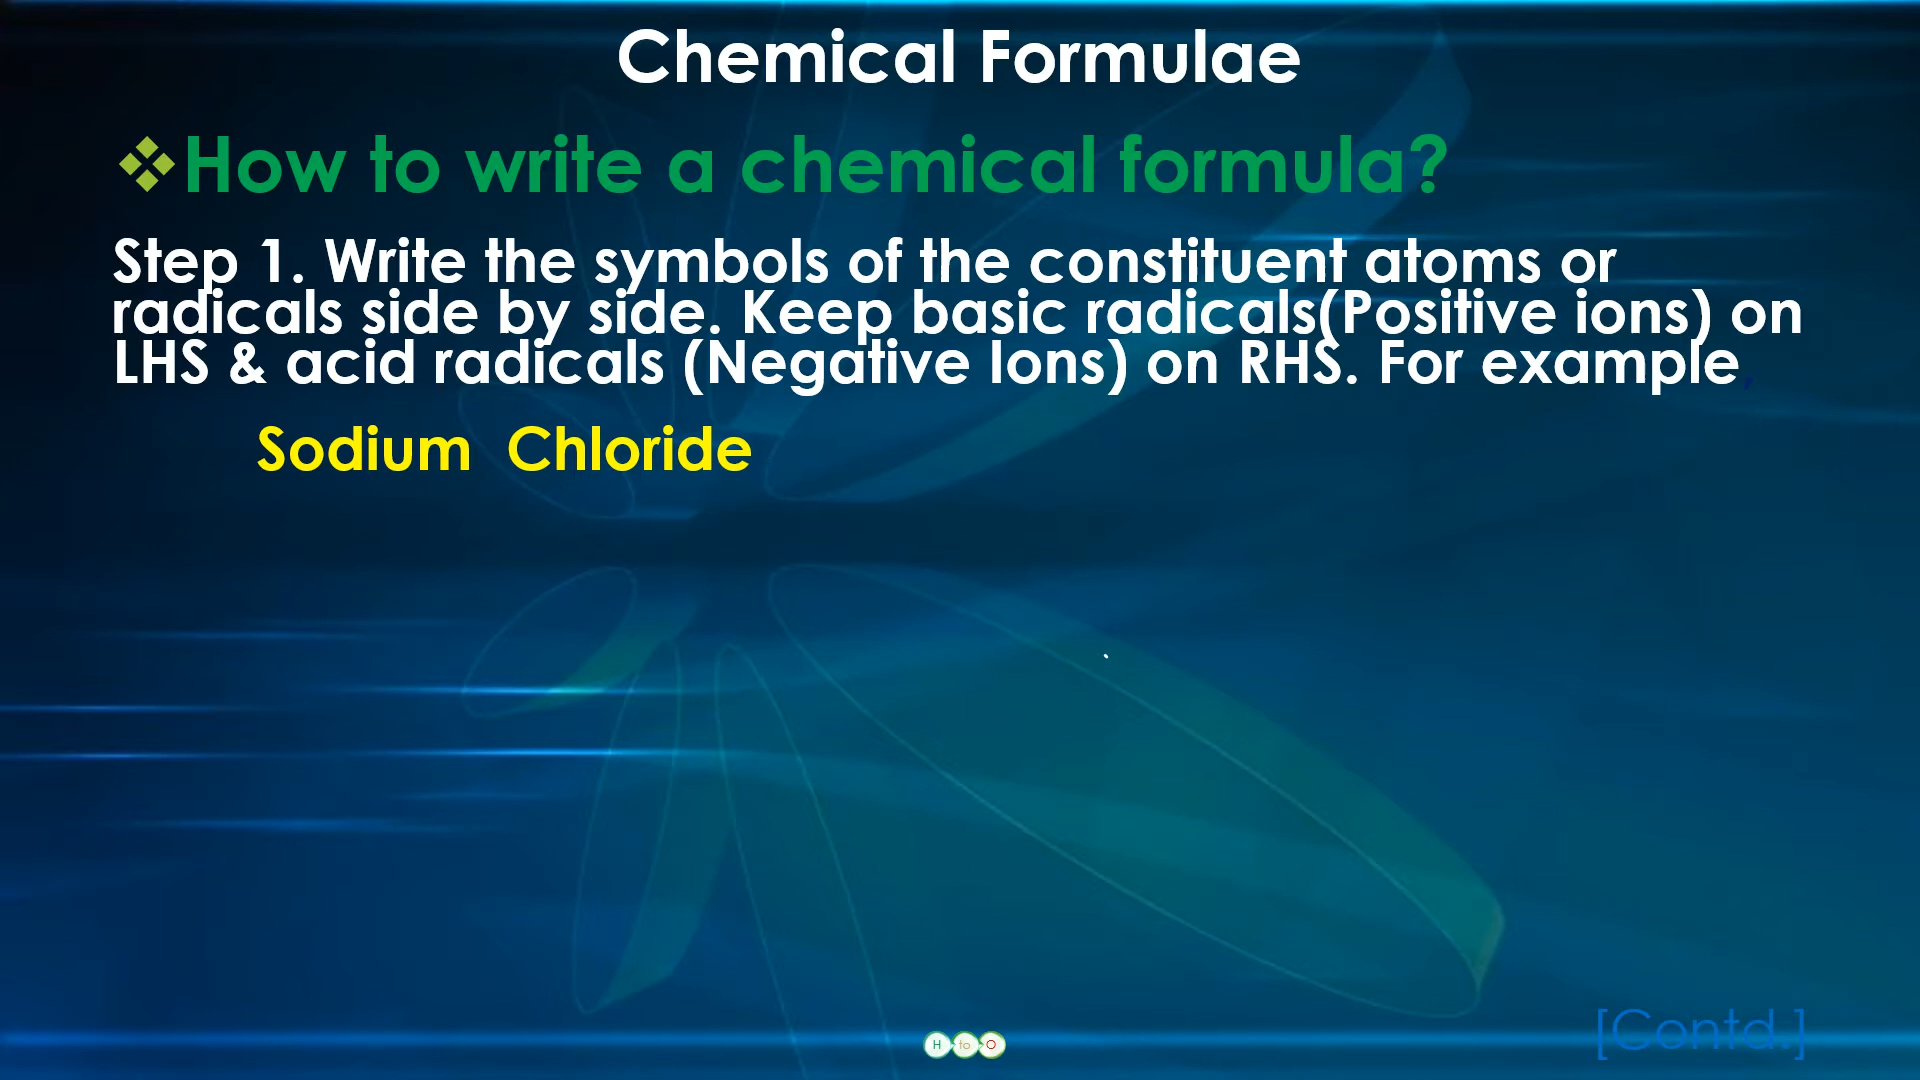 Chemical Formulae
❖How to write a chemical formula?
Step 1. Write the symbols of the constituent atoms or
radicals side by side. Keep basic radicals(Positive ions) on
LHS & acid radicals (Negative Ions) on RHS. For example,
Sodium  Chloride
H to O
[Contd.]